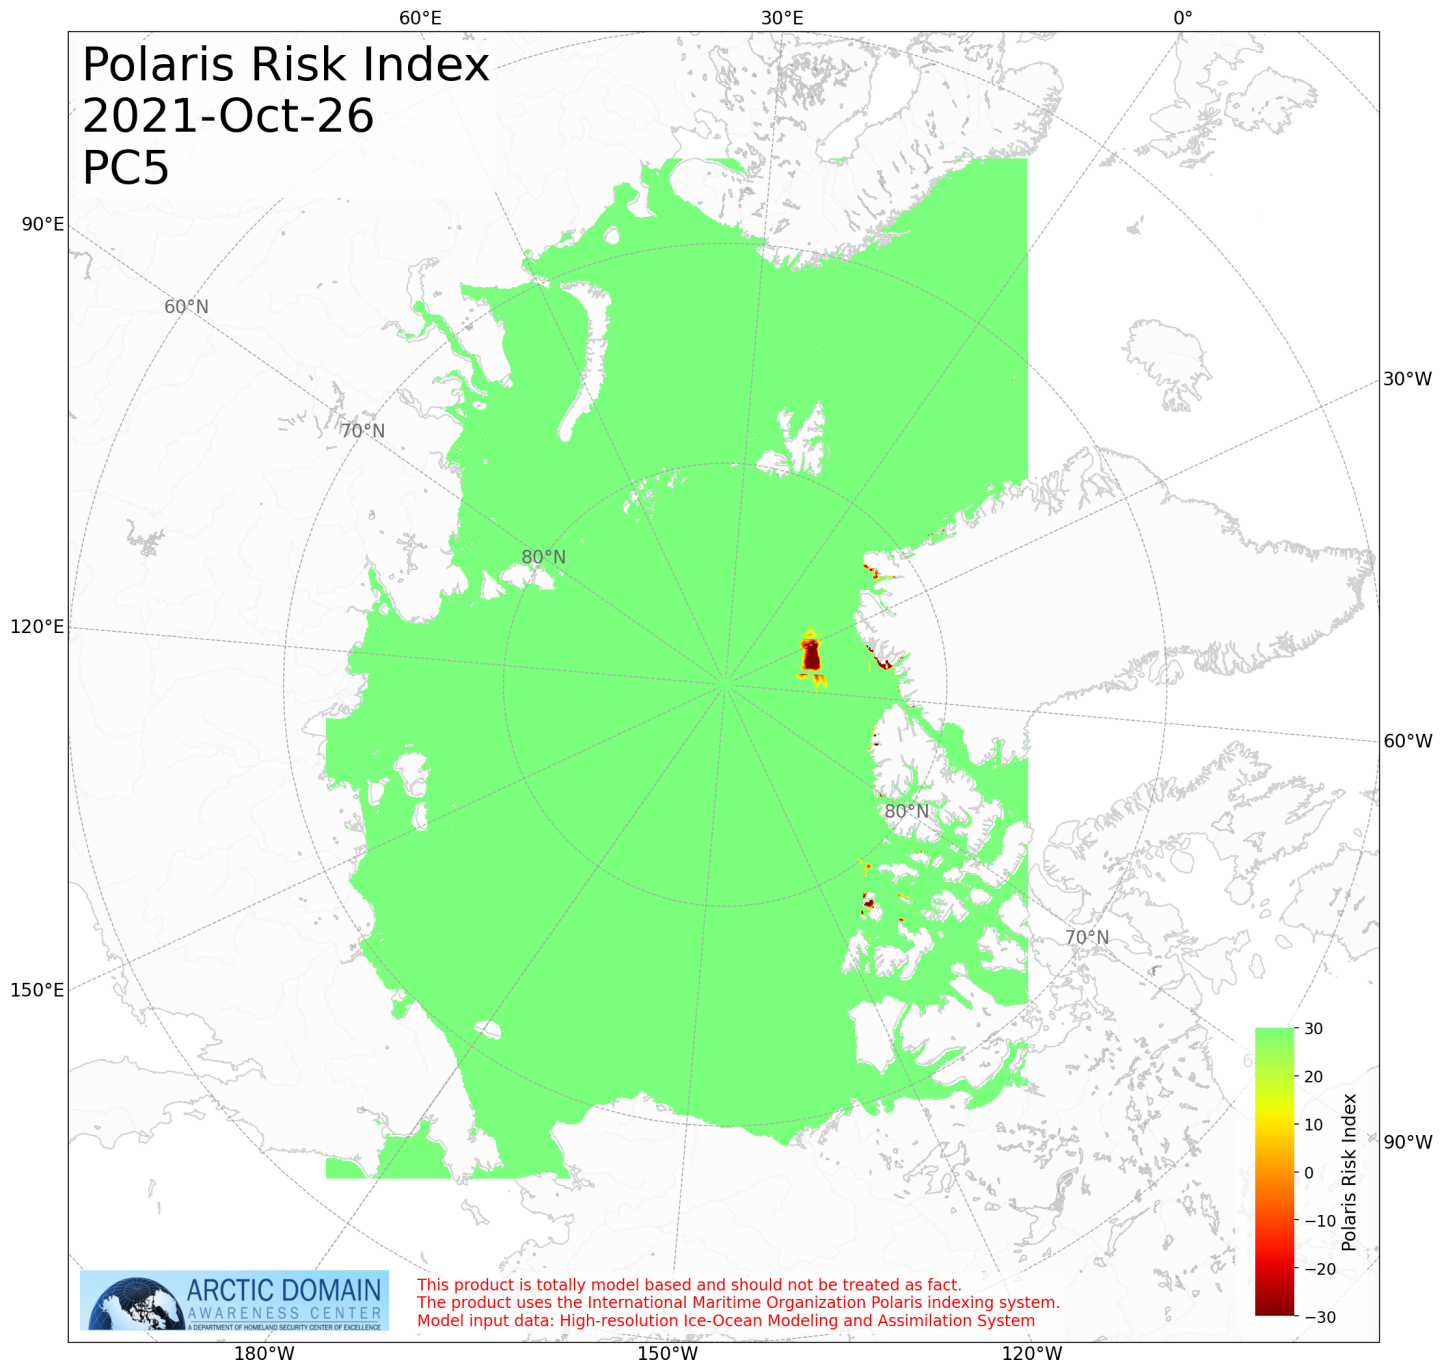 60°E 30°E 0°
Polaris Risk Index
2021-Oct-26
PC5
90°E
60°N
30°W
70°N
80°N
120°E
60°W
80°N
70°N
150°E
30
20
10
0
−10
−20
−30
Polaris Risk Index
90°W
ARCTIC DOMAIN
AWARENESS CENTER
A DEPARTMENT OF HOMELAND SECURITY CENTER OF EXCELLENCE
This product is totally model based and should not be treated as fact.
The product uses the International Maritime Organization Polaris indexing system.
Model input data: High-resolution Ice-Ocean Modeling and Assimilation System
180°W 150°W 120°W